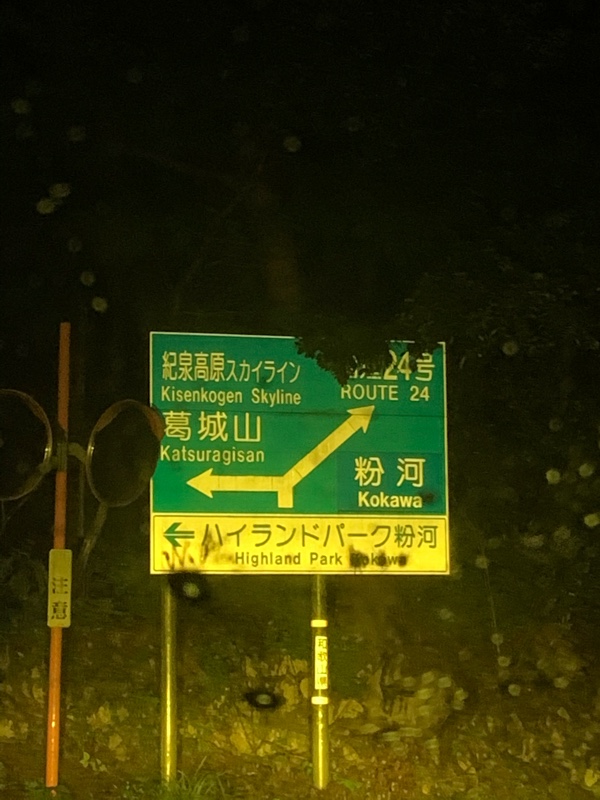 紀泉高原スカイライン
Kisenkogen Skyline
葛城山
Katsuragisan
24号
ROUTE 24
粉河
Kokawa
ハイランドパーク粉河
Highland Park Kokawa
注意